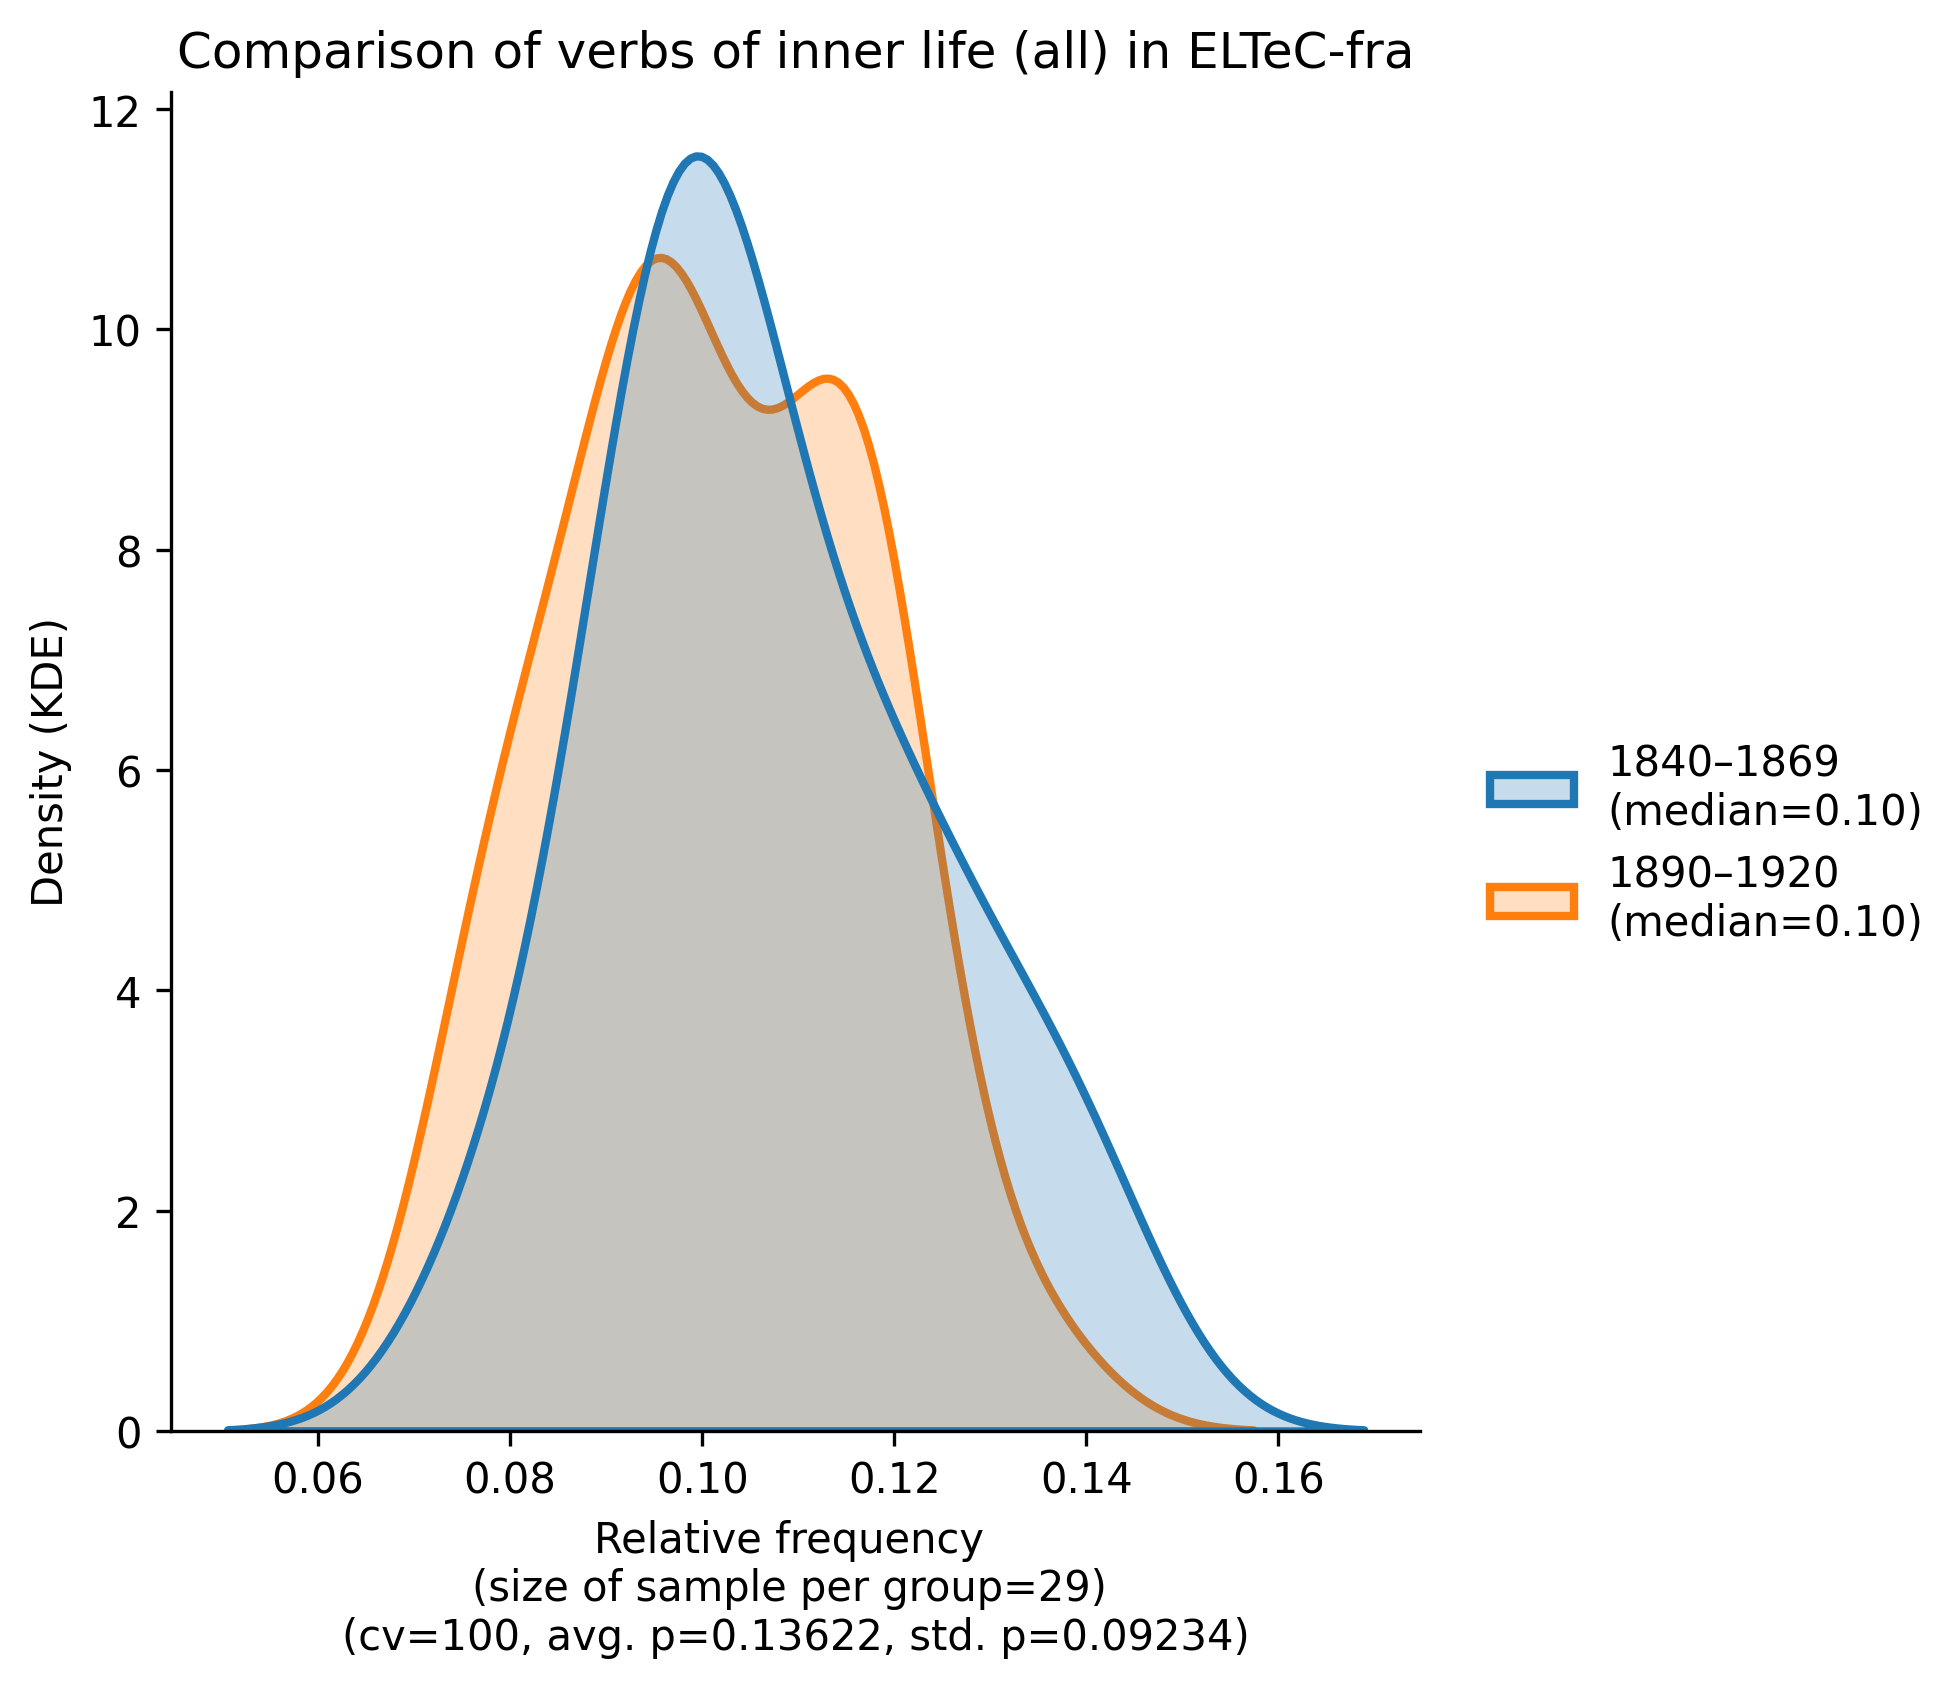 Comparison of verbs of inner life (all) in ELTeC-fra
12
10
8
6
4
2
0
Density (KDE)
0.06 0.08 0.10 0.12 0.14 0.16
Relative frequency
(size of sample per group=29)
(cv=100, avg. p=0.13622, std. p=0.09234)
1840–1869
(median=0.10)
1890–1920
(median=0.10)